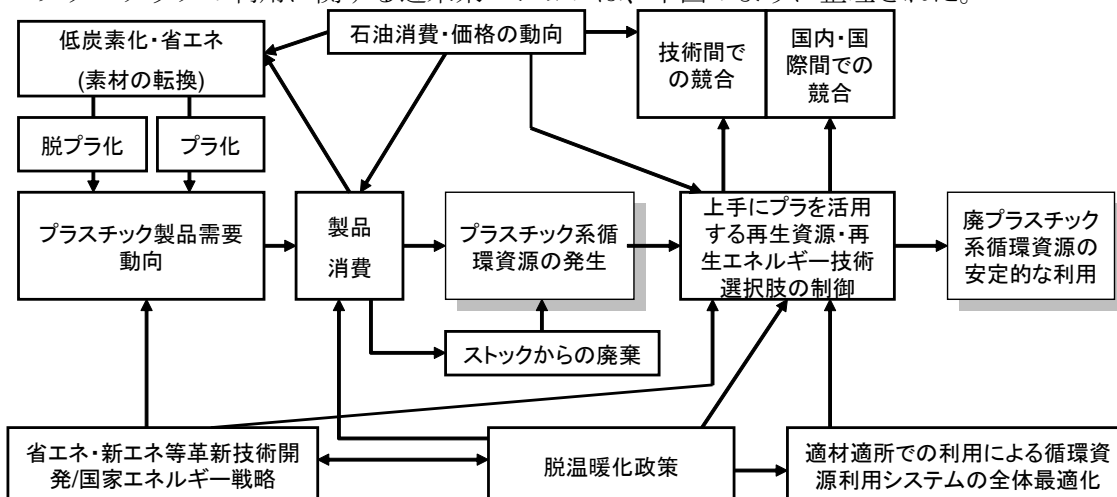 低炭素化・省エネ
(素材の転換)
石油消費・価格の動向
技術間で
の競合
国内・国
際間での
競合
脱プラ化
プラ化
プラスチック製品需要
動向
製品
消費
プラスチック系循
環資源の発生
上手にプラを活用
する再生資源・再
生エネルギー技術
選択肢の制御
廃プラスチック
系循環資源の
安定的な利用
ストックからの廃棄
省エネ・新エネ等革新技術開
発/国家エネルギー戦略
脱温暖化政策
適材適所での利用による循環資
源利用システムの全体最適化